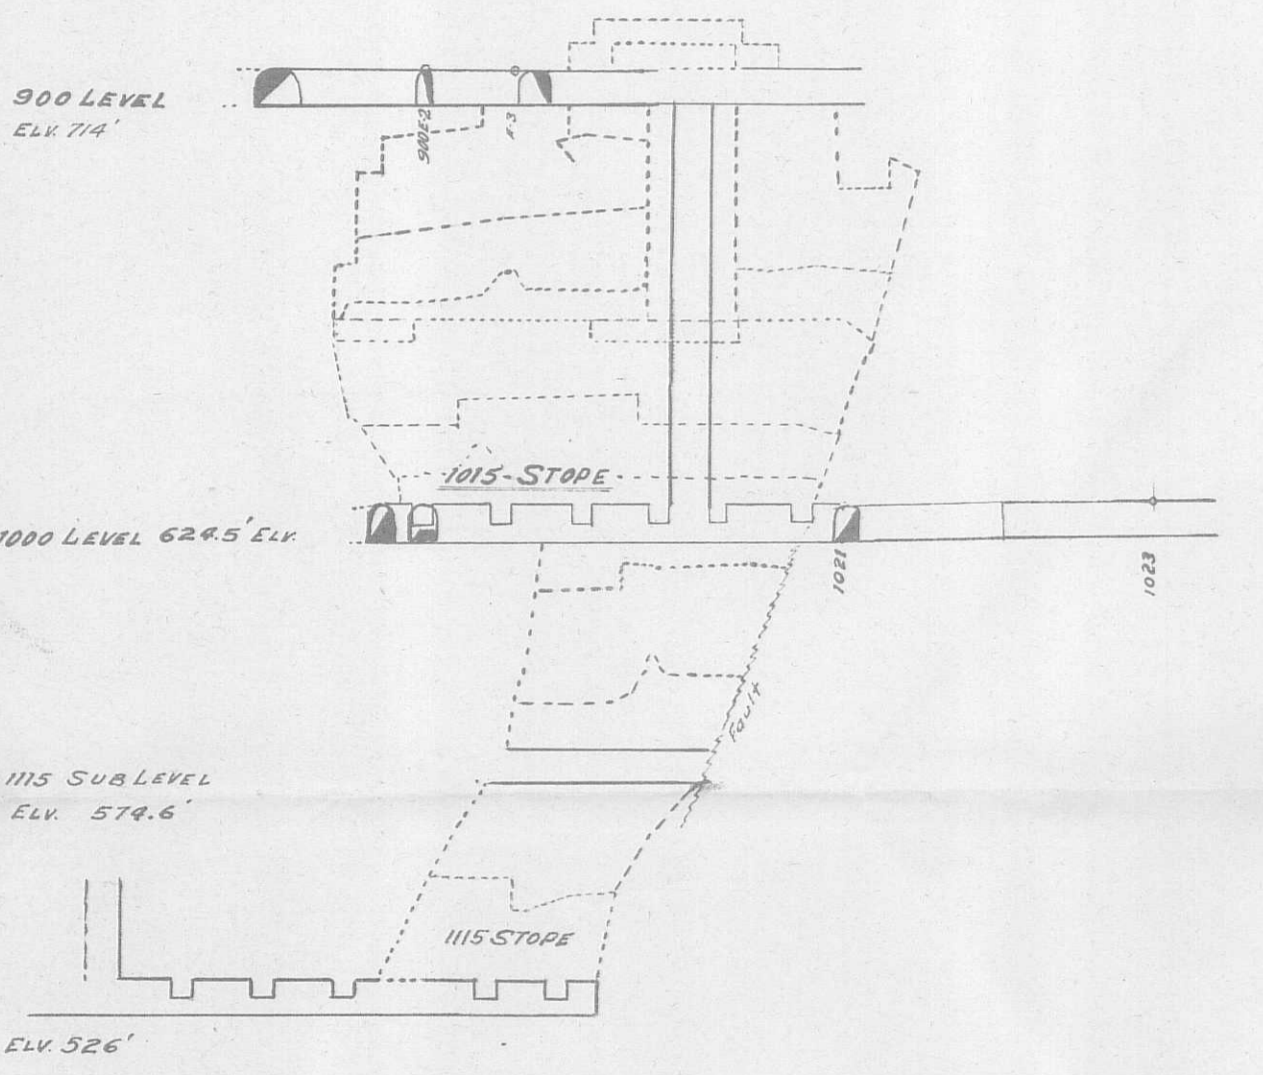 900 LEVEL
ELV. 714'
900E2
A-3
1015-STOPE
1000 LEVEL 624.5' ELV.
1021
1023
Fault
1115 SUB LEVEL
ELV. 574.6'
1115 STOPE
ELV. 526'